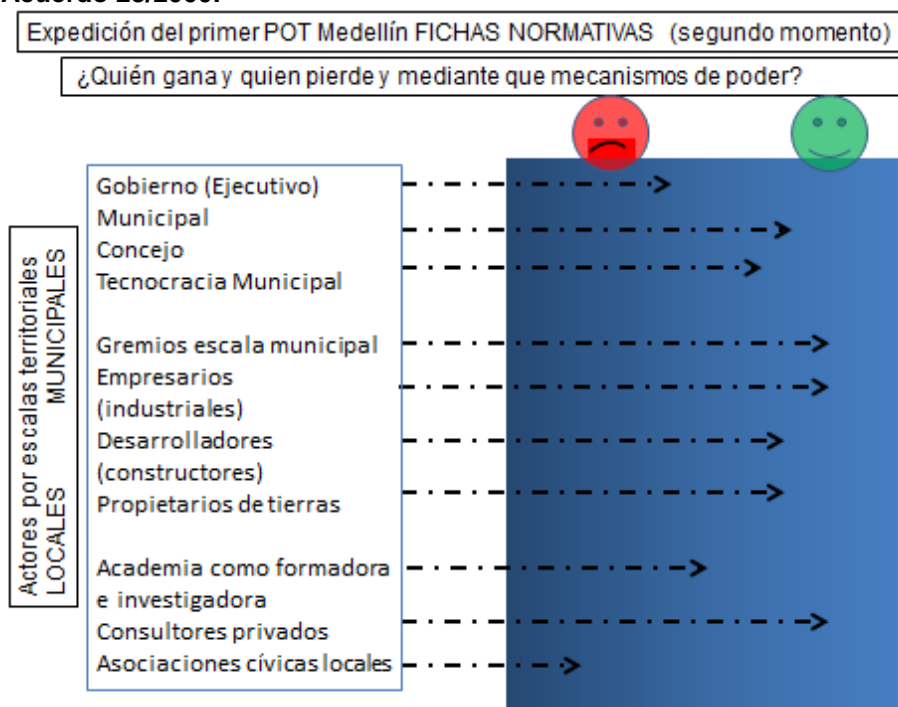 Expedición del primer POT Medellín FICHAS NORMATIVAS (segundo momento)
¿Quién gana y quien pierde y mediante que mecanismos de poder?
Actores por escalas territoriales
LOCALES MUNICIPALES
Gobierno (Ejecutivo)
Municipal
Concejo
Tecnocracia Municipal
Gremios escala municipal
Empresarios
(industriales)
Desarrolladores
(constructores)
Propietarios de tierras
Academia como formadora
e investigadora
Consultores privados
Asociaciones cívicas locales